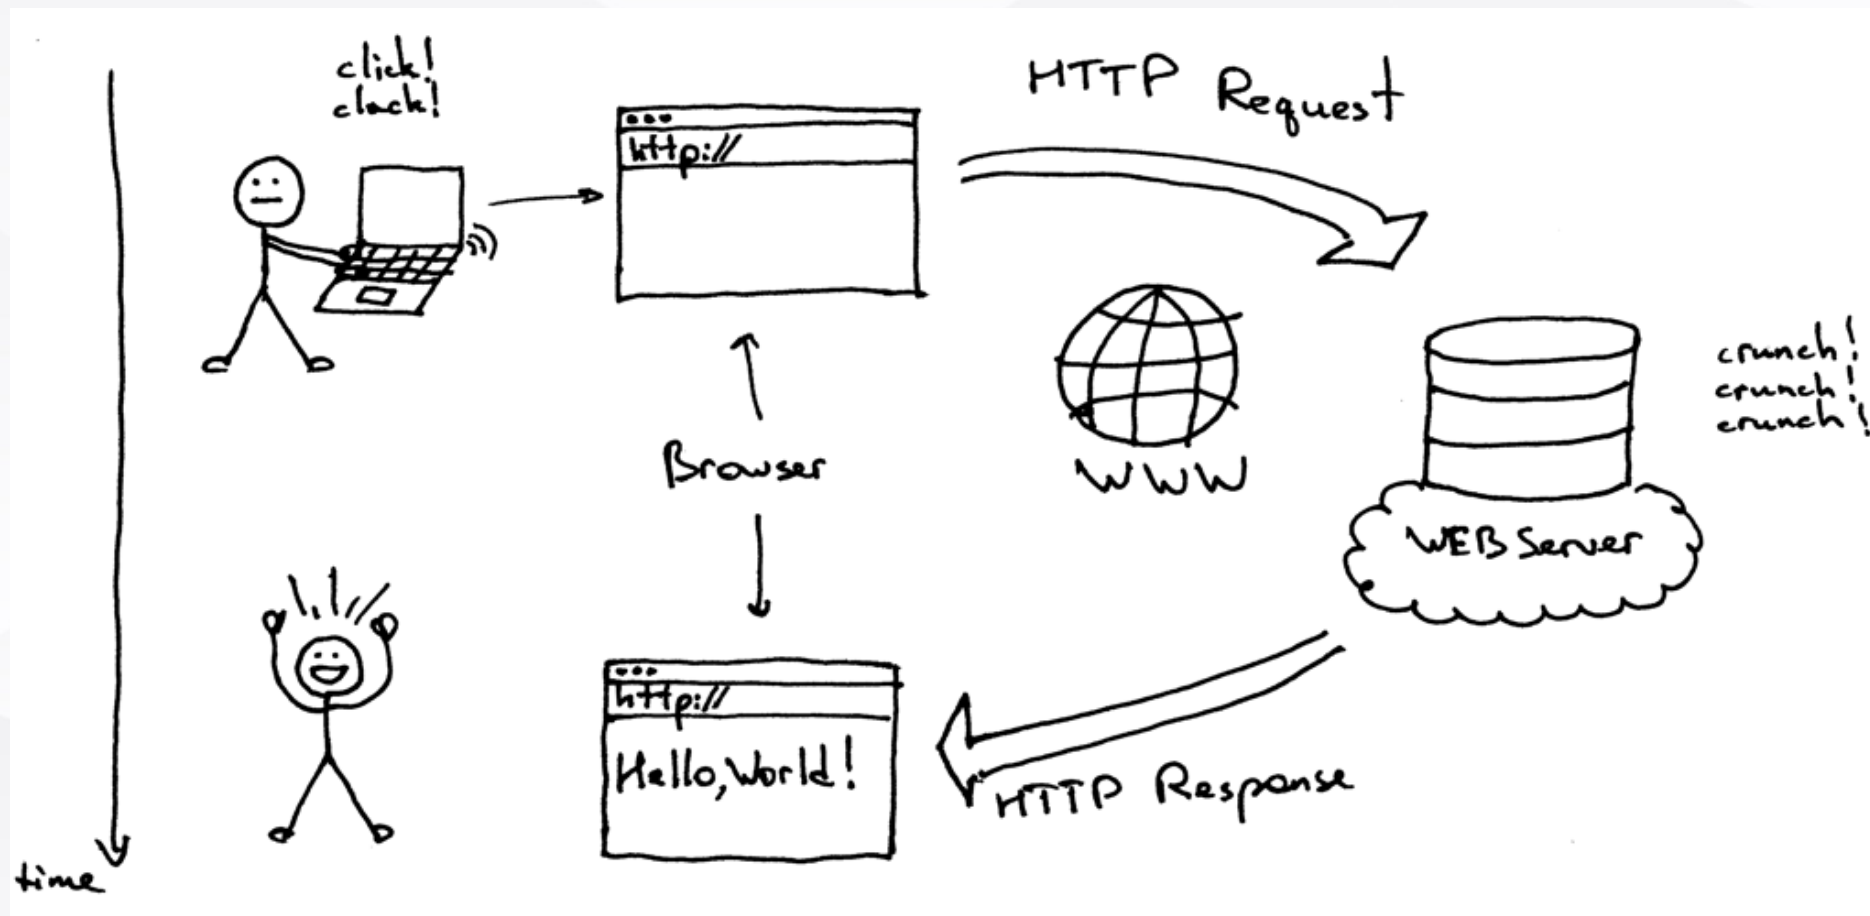 click!
clack!
HTTP Request
http://
crunch!
crunch!
crunch!
Browser
WWW
WEB Server
http://
Hello, World!
HTTP Response
time